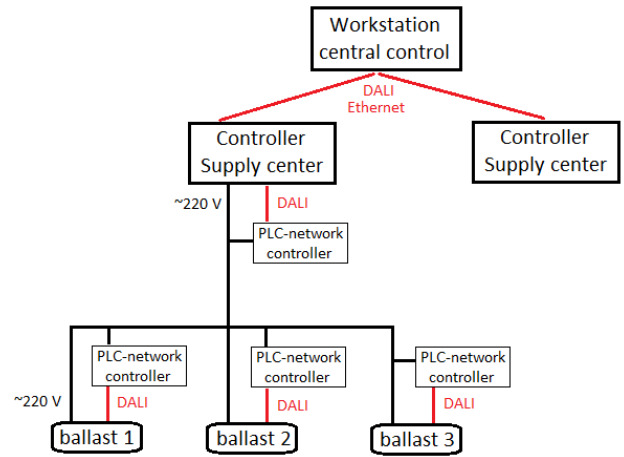 Workstation
central control
DALI
Ethernet
Controller
Supply center
Controller
Supply center
~220 V
DALI
PLC-network
controller
PLC-network
controller
PLC-network
controller
PLC-network
controller
~220 V
DALI
DALI
DALI
ballast 1
ballast 2
ballast 3